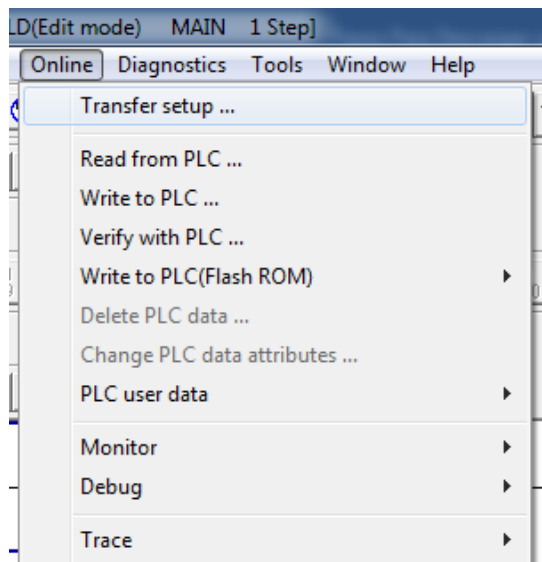 LD(Edit mode) MAIN 1 Step]
Online Diagnostics Tools Window Help
Transfer setup ...
Read from PLC ...
Write to PLC ...
Verify with PLC ...
Write to PLC(Flash ROM)
Delete PLC data ...
Change PLC data attributes ...
PLC user data
Monitor
Debug
Trace